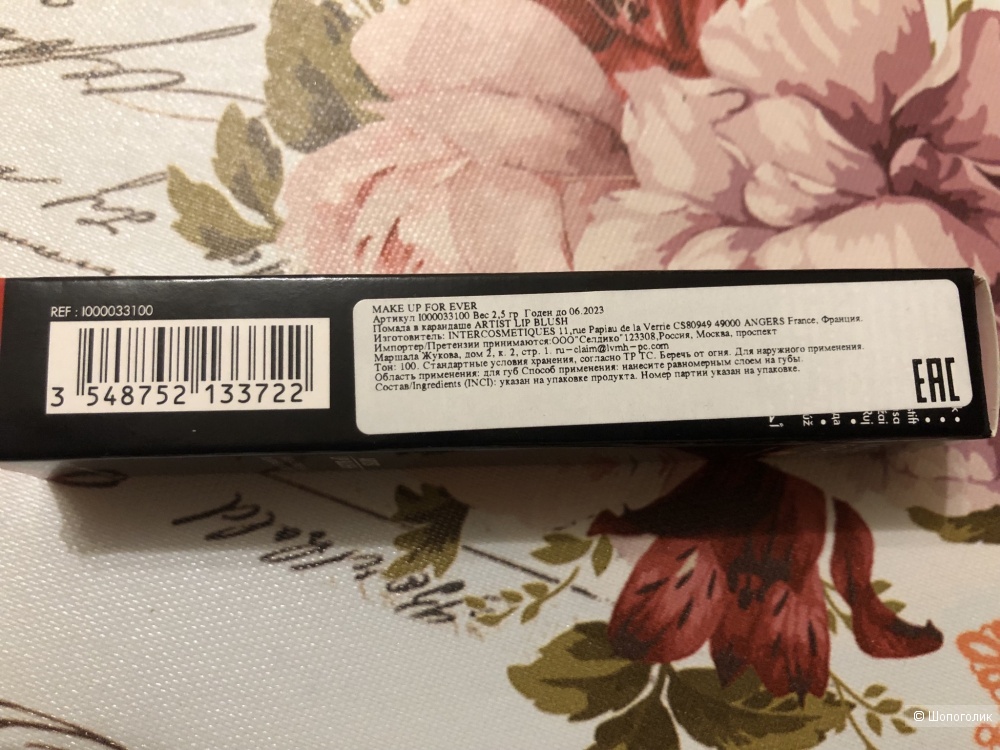 REF : I000033100
3 548752 133722
MAKE UP FOR EVER
Артикул I000033100 Вес 2,5 гр Годен до 06.2023
Помада в карандаше ARTIST LIP BLUSH
Изготовитель: INTERCOSMETIQUES 11,rue Papiau de la Verrie CS80949 49000 ANGERS France, Франция.
Импортер/Претензии принимаются:ООО"Селдико"123308,Россия, Москва, проспект
Маршала Жукова, дом 2, к. 2, стр. 1. ru-claim@lvmh-pc.com
Тон: 100. Стандартные условия хранения, согласно ТР ТС. Беречь от огня. Для наружного применения.
Область применения: для губ Способ применения: нанесите равномерным слоем на губы.
Состав/Ingredients (INCI): указан на упаковке продукта. Номер партии указан на упаковке.
EAC
© Шопоголик